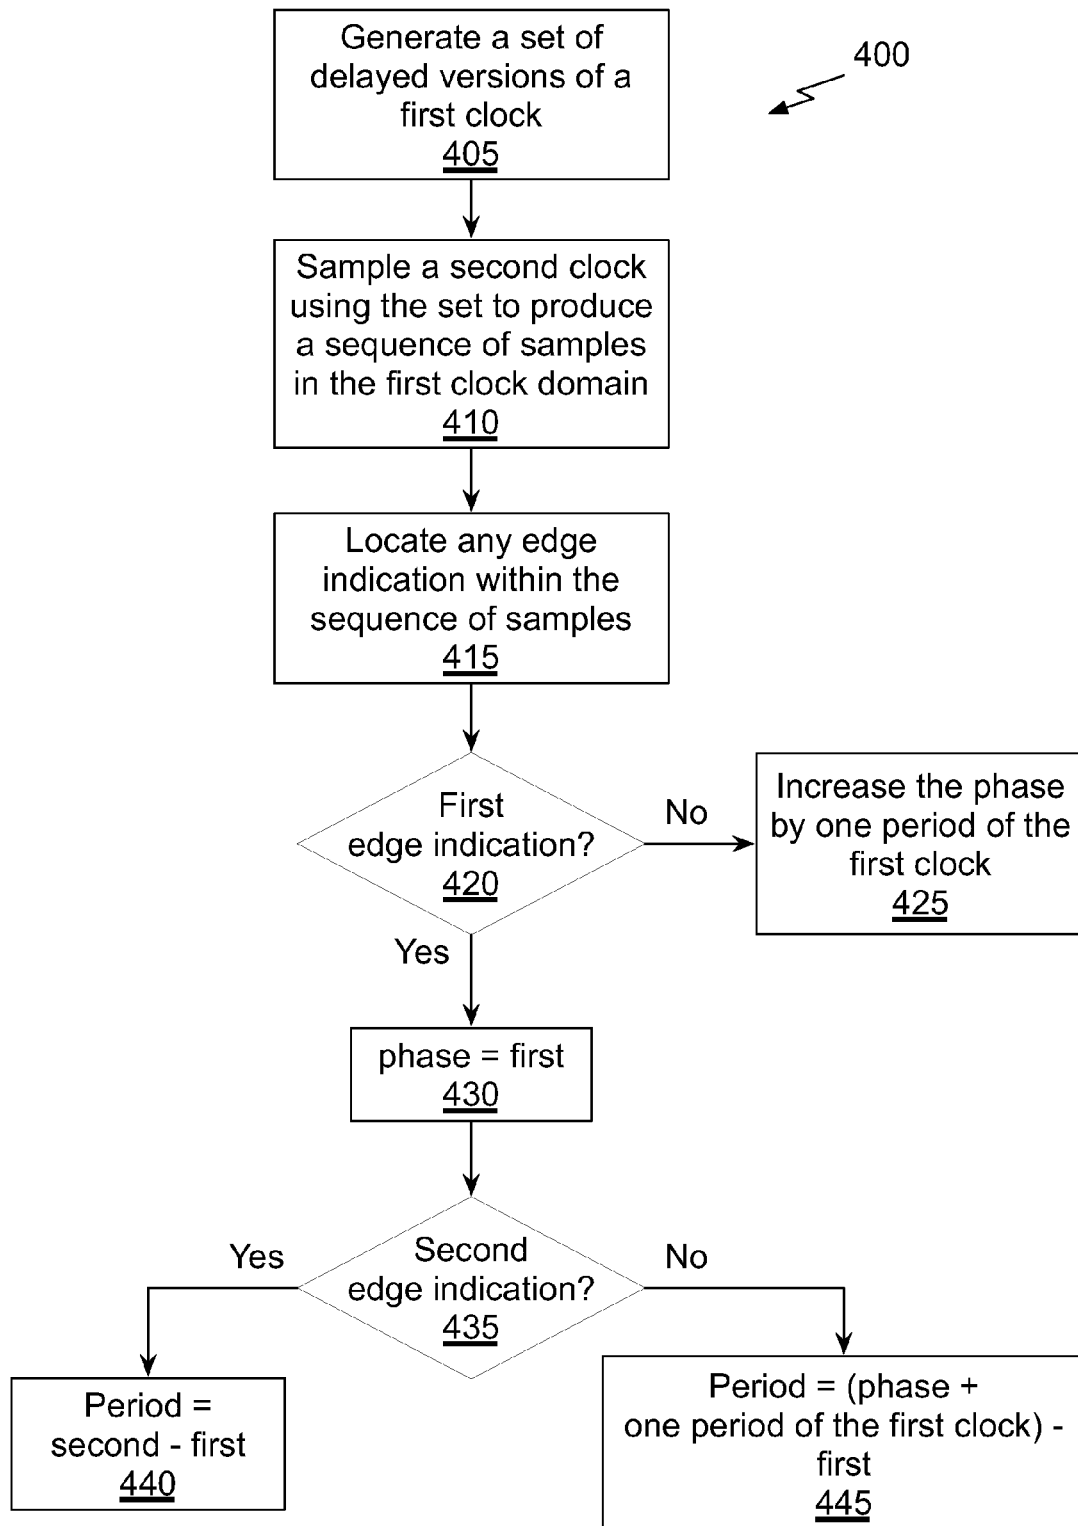 Generate a set of
delayed versions of a
first clock
405
400
Sample a second clock
using the set to produce
a sequence of samples
in the first clock domain
410
Locate any edge
indication within the
sequence of samples
415
First
edge indication?
420
No
Increase the phase
by one period of the
first clock
425
Yes
phase = first
430
Second
edge indication?
435
Yes
No
Period =
second - first
440
Period = (phase +
one period of the first clock) -
first
445